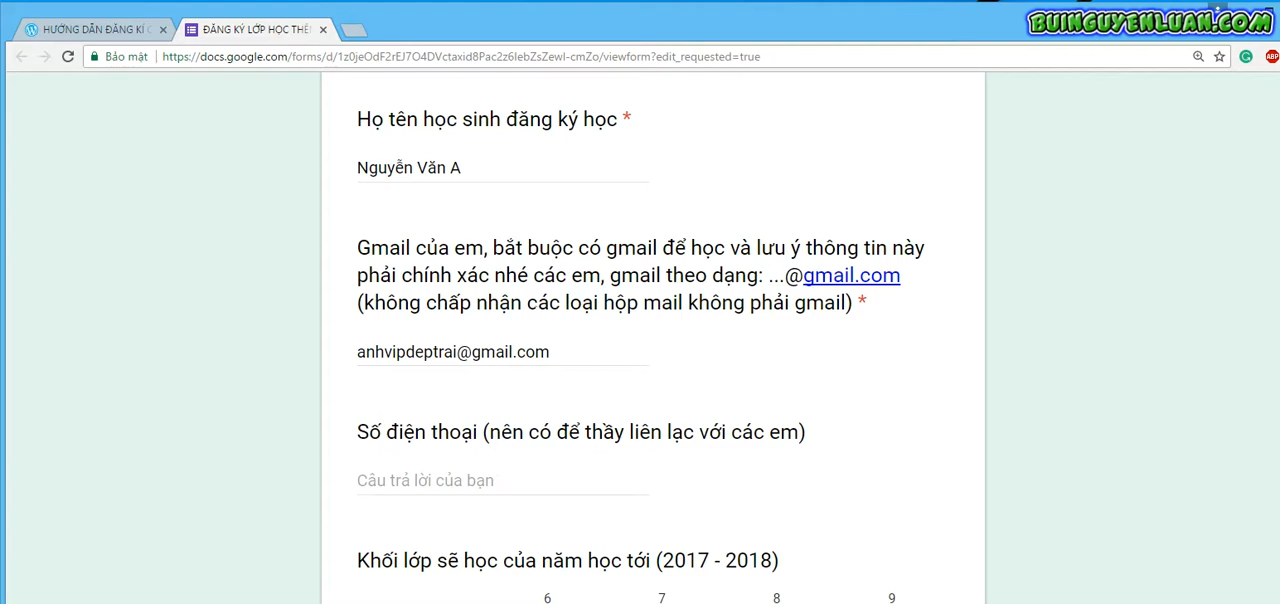 HƯỚNG DẪN ĐĂNG KÍ
ĐĂNG KÝ LỚP HỌC THÊ
BUINGUYENLUAN.COM
Bảo mật
https://docs.google.com/forms/d/1z0jeOdF2rEJ7O4DVctaxid8Pac2z6IebZsZewI-cmZo/viewform?edit_requested=true
ABP
Họ tên học sinh đăng ký học *
Nguyễn Văn A
Gmail của em, bắt buộc có gmail để học và lưu ý thông tin này
phải chính xác nhé các em, gmail theo dạng: ...@gmail.com
(không chấp nhận các loại hộp mail không phải gmail) *
anhvipdeptrai@gmail.com
Số điện thoại (nên có để thầy liên lạc với các em)
Câu trả lời của bạn
Khối lớp sẽ học của năm học tới (2017 - 2018)
6 7 8 9